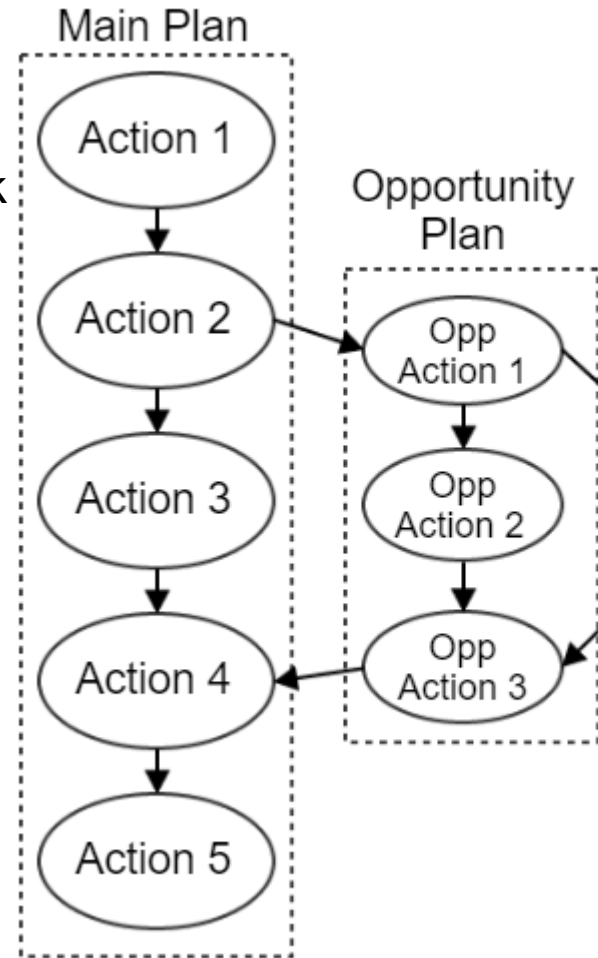 Main Plan
Action 1
k
Action 2
Action 3
Action 4
Action 5
Opportunity
Plan
Opp
Action 1
Opp
Action 2
Opp
Action 3